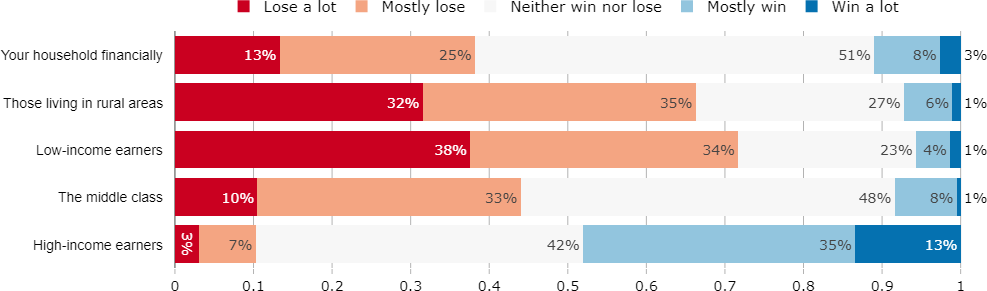 Lose a lot Mostly lose Neither win nor lose Mostly win Win a lot
Your household financially 13% 25% 51% 8% 3%
Those living in rural areas 32% 35% 27% 6% 1%
Low-income earners 38% 34% 23% 4% 1%
The middle class 10% 33% 48% 8% 1%
High-income earners 3% 7% 42% 35% 13%
0 0.1 0.2 0.3 0.4 0.5 0.6 0.7 0.8 0.9 1